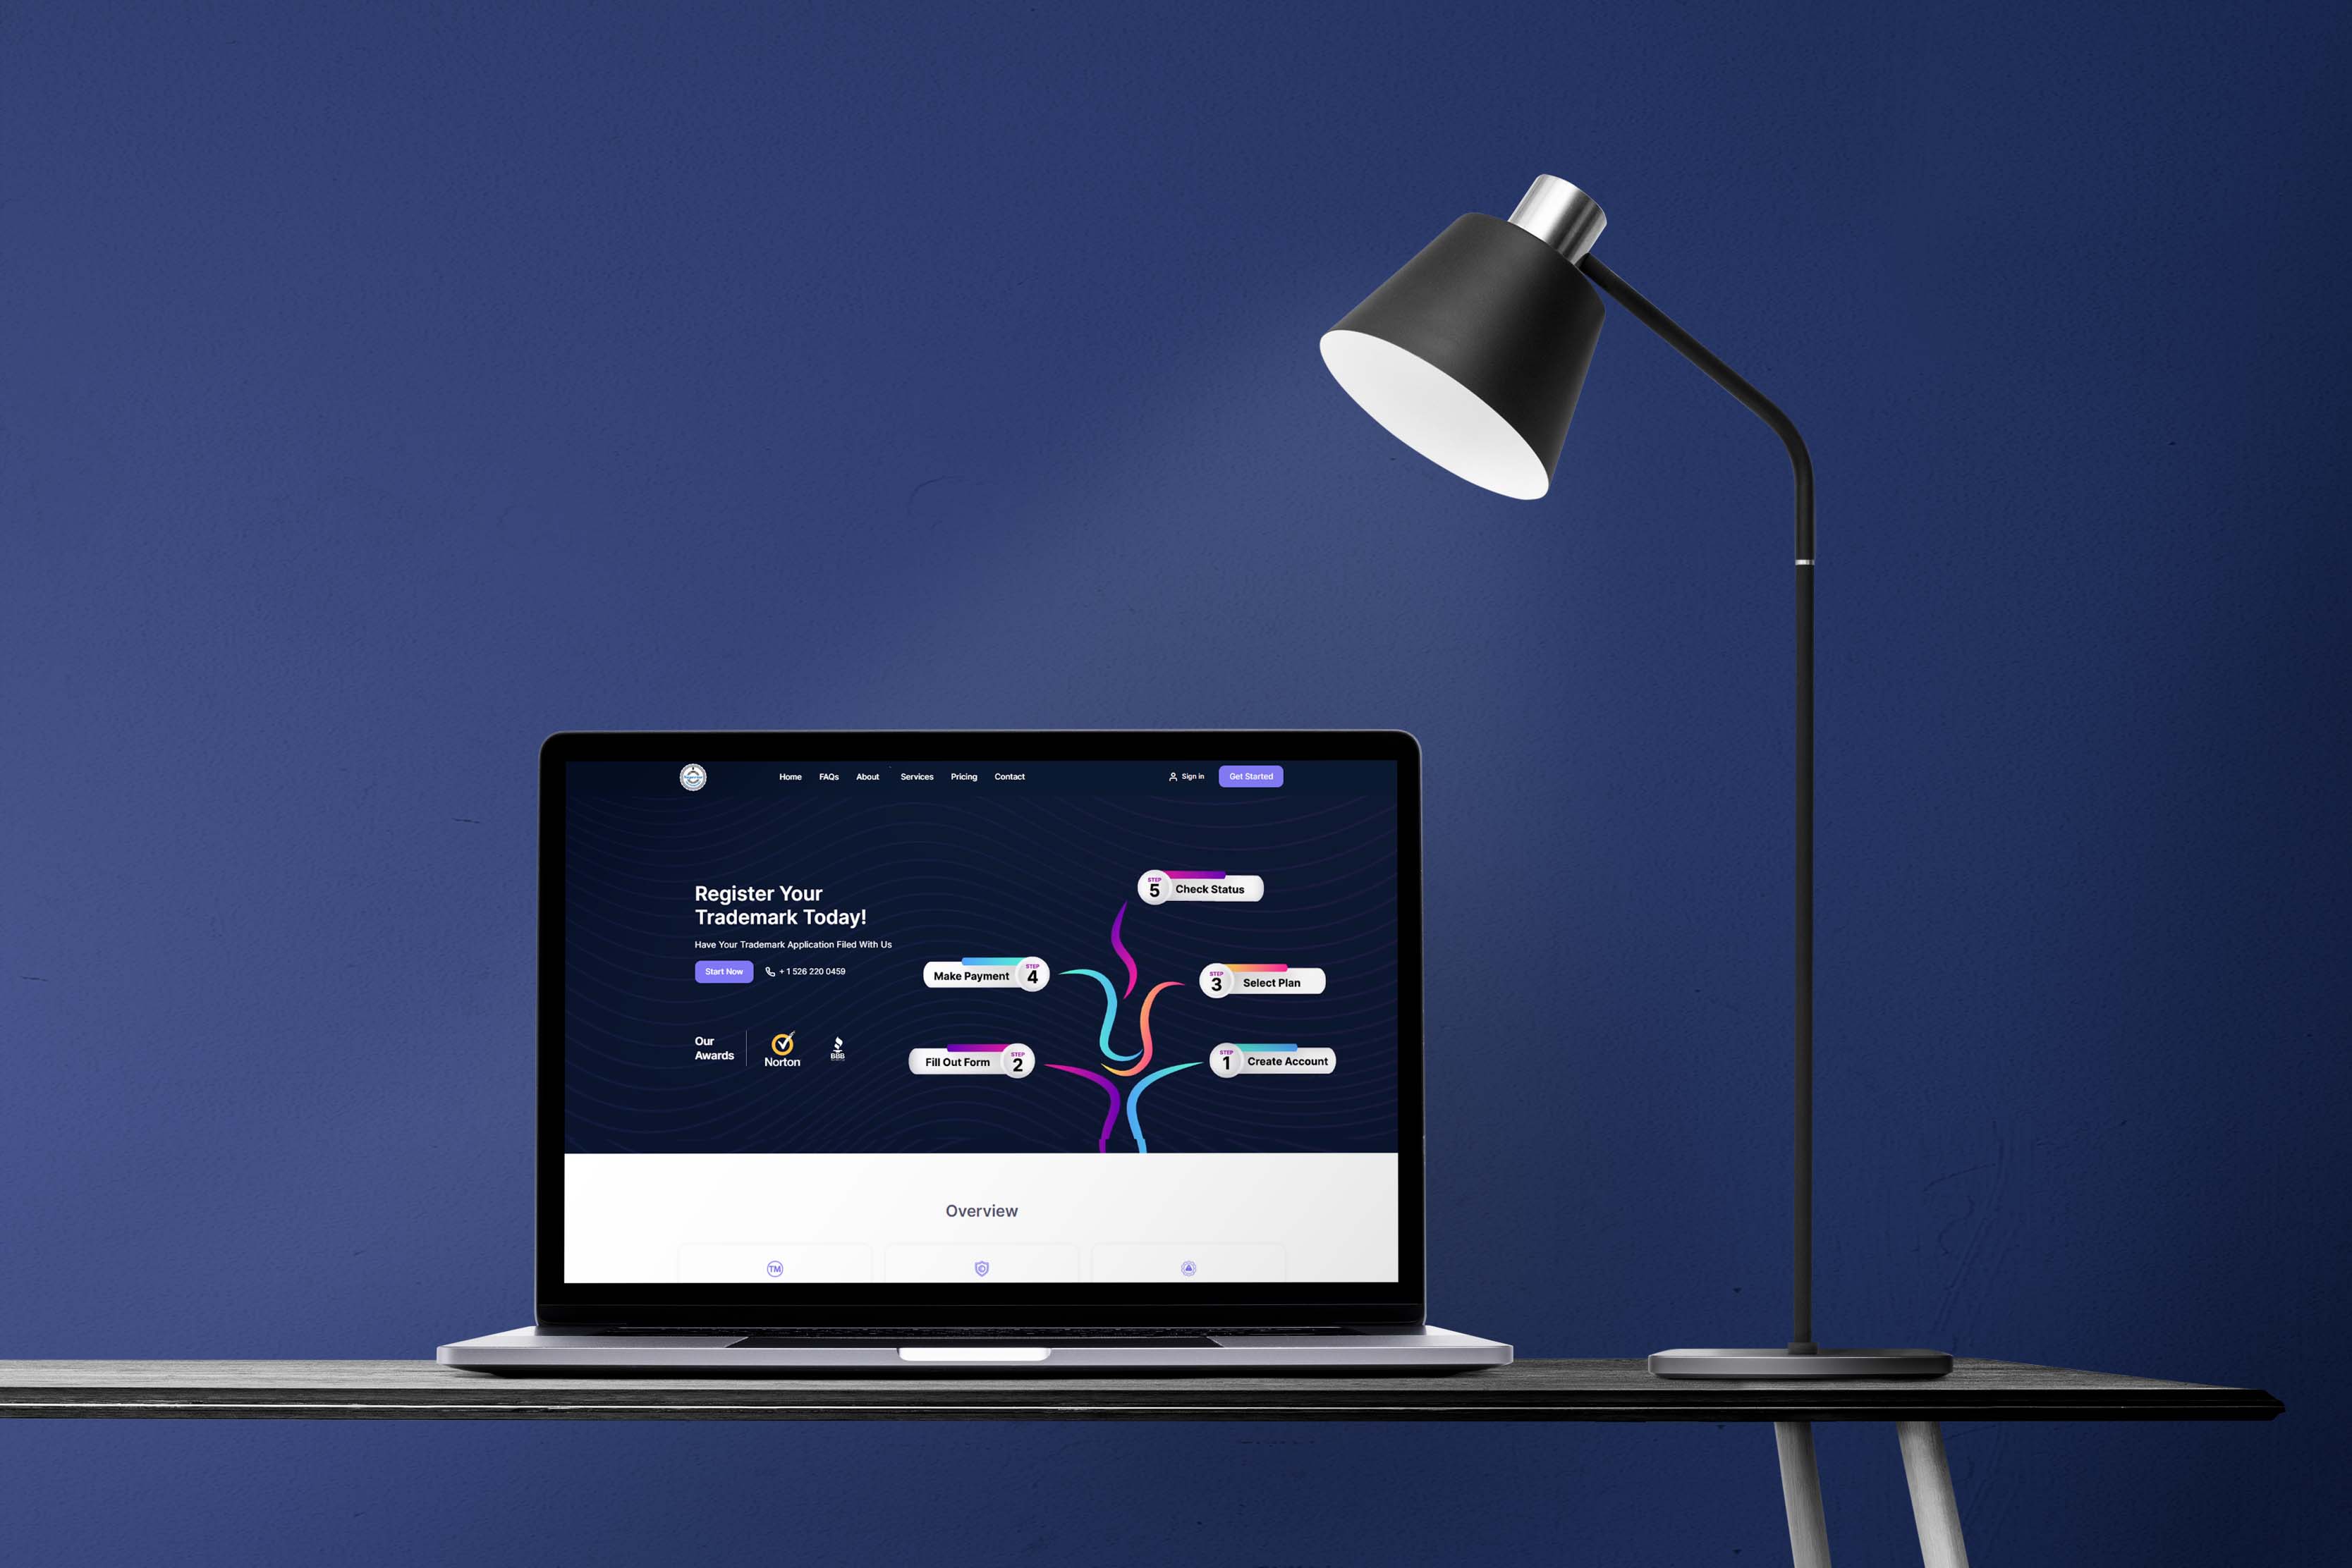 Home FAQs About Services Pricing Contact Sign in Get Started
Register Your
Trademark Today!
Have Your Trademark Application Filed With Us
Start Now + 1 526 220 0459
Our
Awards
Norton
BBB
STEP
5
Check Status
Make Payment
STEP
4
STEP
3
Select Plan
Fill Out Form
STEP
2
STEP
1
Create Account
Overview
TM